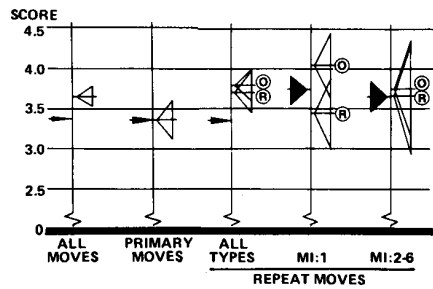 SCORE
4.5
4.0
3.5
3.0
2.5
0
O
R
O
R
O
R
ALL MOVES
PRIMARY MOVES
ALL TYPES
MI:1
MI:2-6
REPEAT MOVES